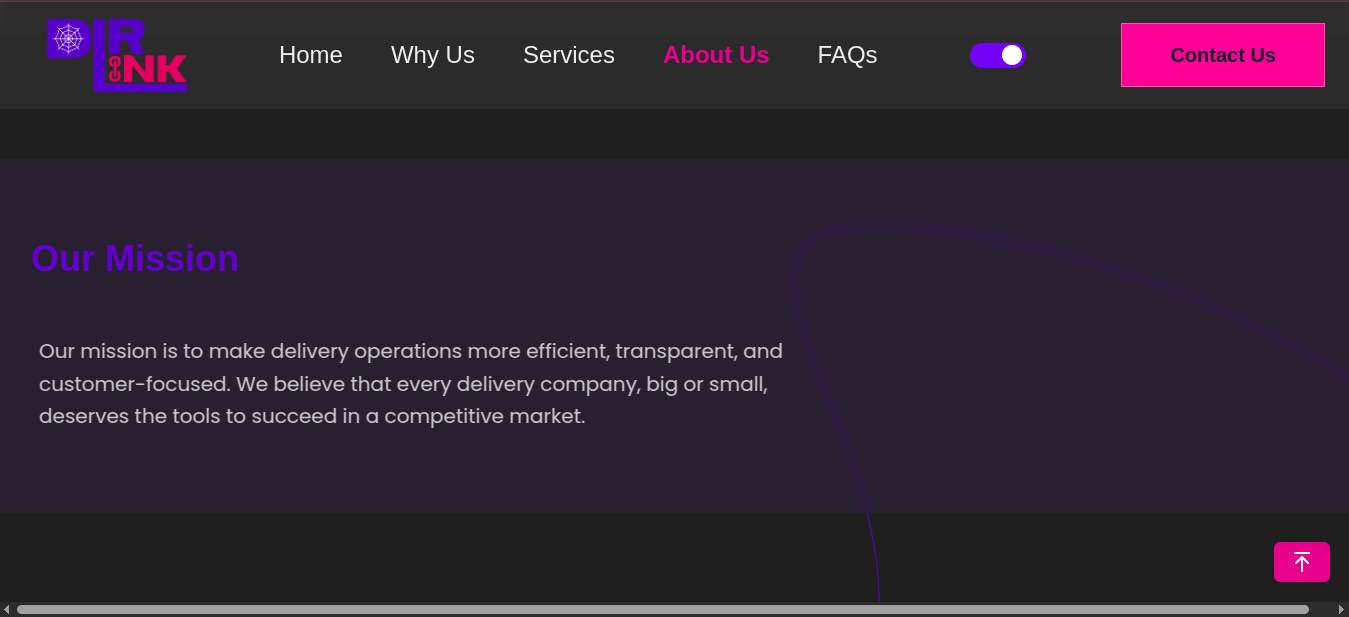 DIR
LINK
Home Why Us Services About Us FAQs Contact Us
Our Mission
Our mission is to make delivery operations more efficient, transparent, and
customer-focused. We believe that every delivery company, big or small,
deserves the tools to succeed in a competitive market.